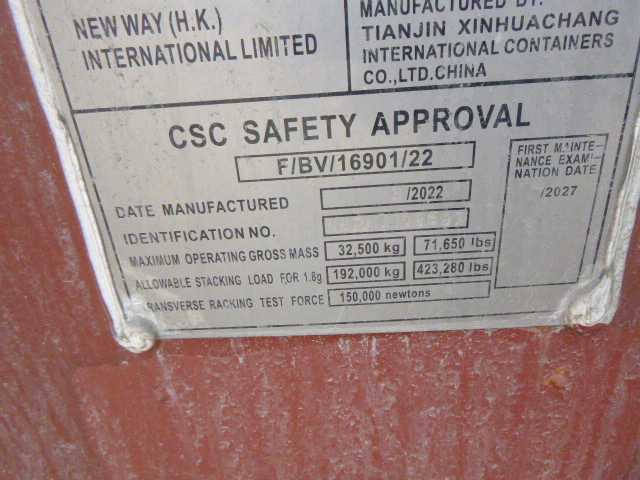 NEW WAY (H.K.)
INTERNATIONAL LIMITED
MANUFACTURED BY:
TIANJIN XINHUACHANG
INTERNATIONAL CONTAINERS
CO.,LTD.CHINA
CSC SAFETY APPROVAL
F/BV/16901/22
DATE MANUFACTURED /2022
IDENTIFICATION NO.
MAXIMUM OPERATING GROSS MASS 32,500 kg 71,650 lbs
ALLOWABLE STACKING LOAD FOR 1.8g 192,000 kg 423,280 lbs
TRANSVERSE RACKING TEST FORCE 150,000 newtons
FIRST MAINTE-
NANCE EXAMI-
NATION DATE
/2027